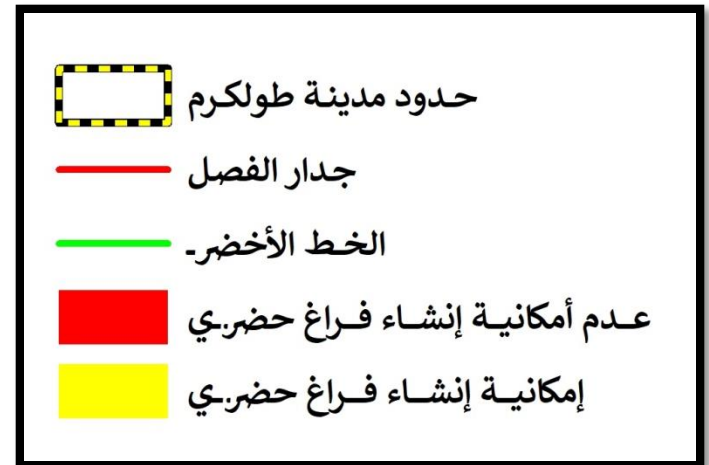 حدود مدينة طولكرم
جدار الفصل
الخط الأخضر
عدم أمكانية إنشاء فراغ حضري
إمكانية إنشاء فراغ حضري